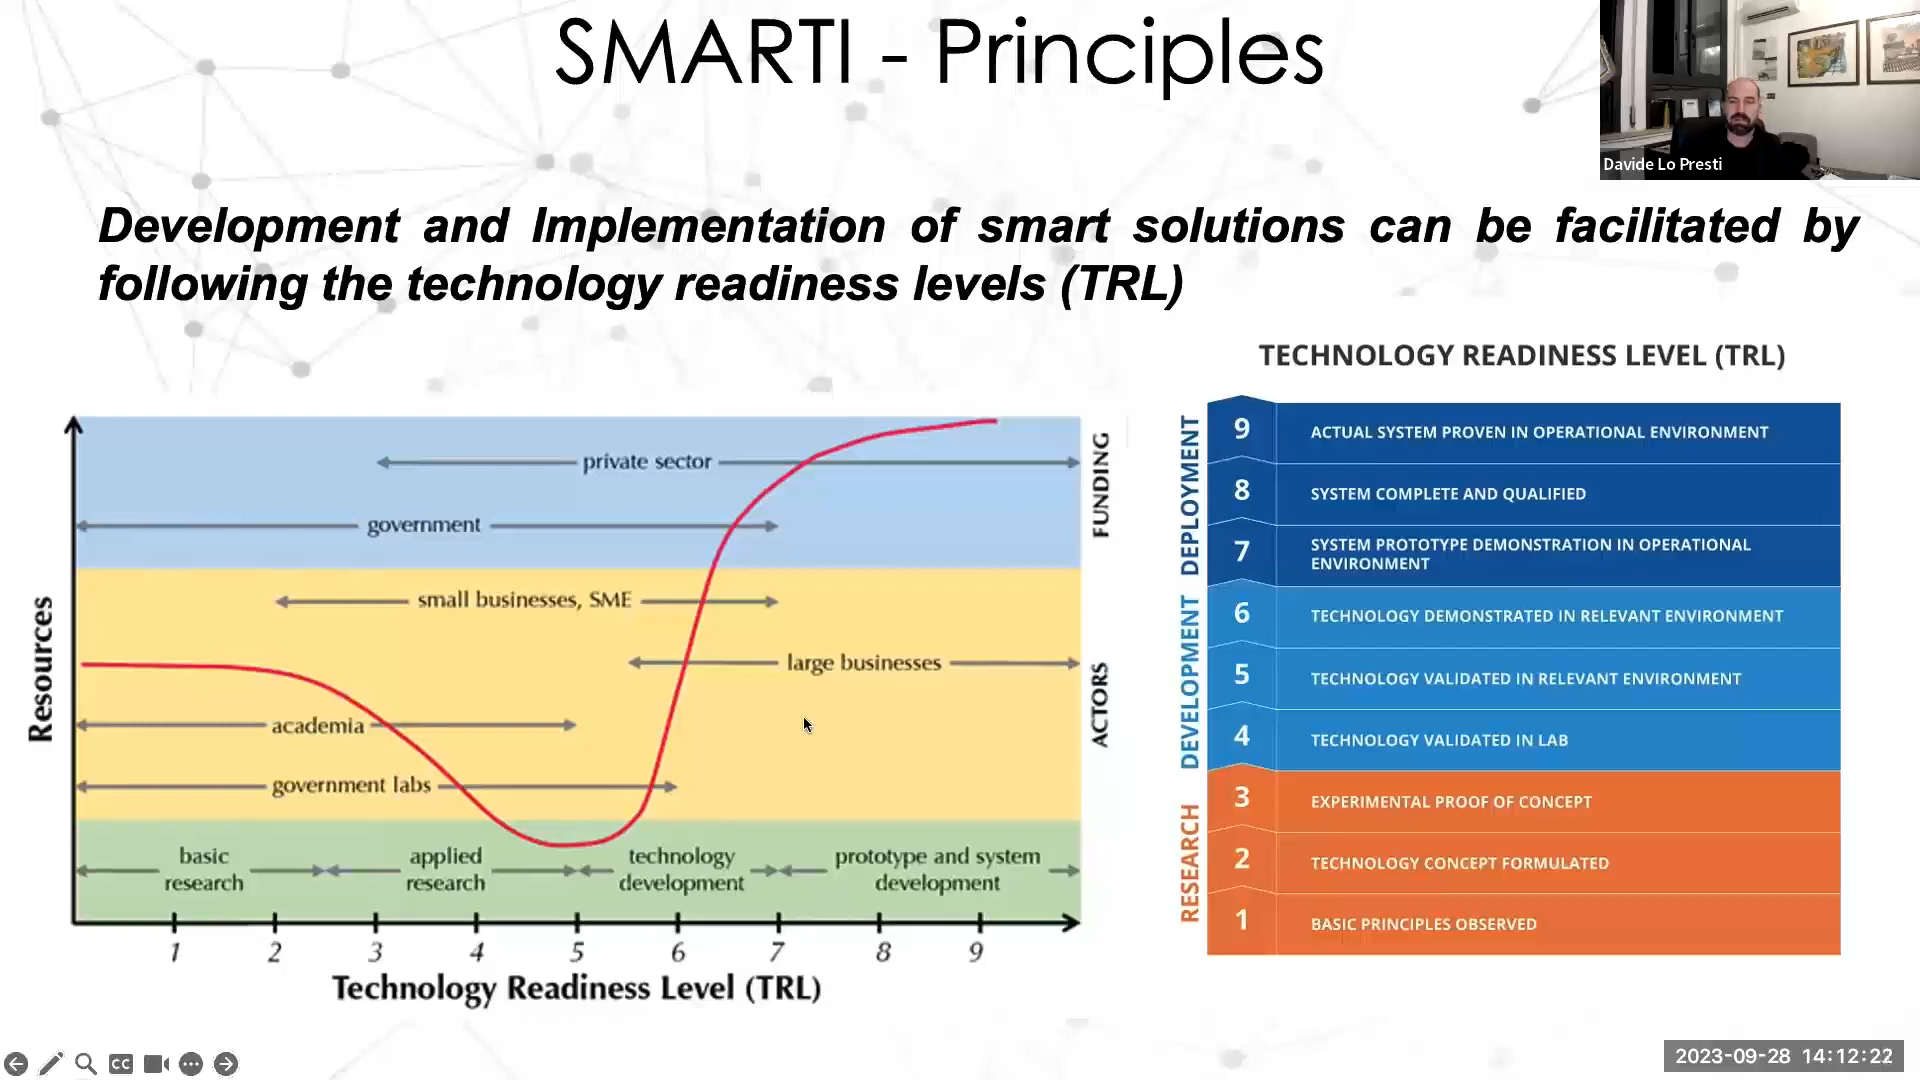 SMARTI - Principles
Davide Lo Presti
Development and Implementation of smart solutions can be facilitated by
following the technology readiness levels (TRL)
Resources
private sector
government
small businesses, SME
large businesses
academia
government labs
basic
research
applied
research
technology
development
prototype and system
development
1 2 3 4 5 6 7 8 9
Technology Readiness Level (TRL)
FUNDING
ACTORS
TECHNOLOGY READINESS LEVEL (TRL)
DEPLOYMENT
9 ACTUAL SYSTEM PROVEN IN OPERATIONAL ENVIRONMENT
8 SYSTEM COMPLETE AND QUALIFIED
7 SYSTEM PROTOTYPE DEMONSTRATION IN OPERATIONAL
ENVIRONMENT
DEVELOPMENT
6 TECHNOLOGY DEMONSTRATED IN RELEVANT ENVIRONMENT
5 TECHNOLOGY VALIDATED IN RELEVANT ENVIRONMENT
4 TECHNOLOGY VALIDATED IN LAB
RESEARCH
3 EXPERIMENTAL PROOF OF CONCEPT
2 TECHNOLOGY CONCEPT FORMULATED
1 BASIC PRINCIPLES OBSERVED
CC
2023-09-28 14:12:22